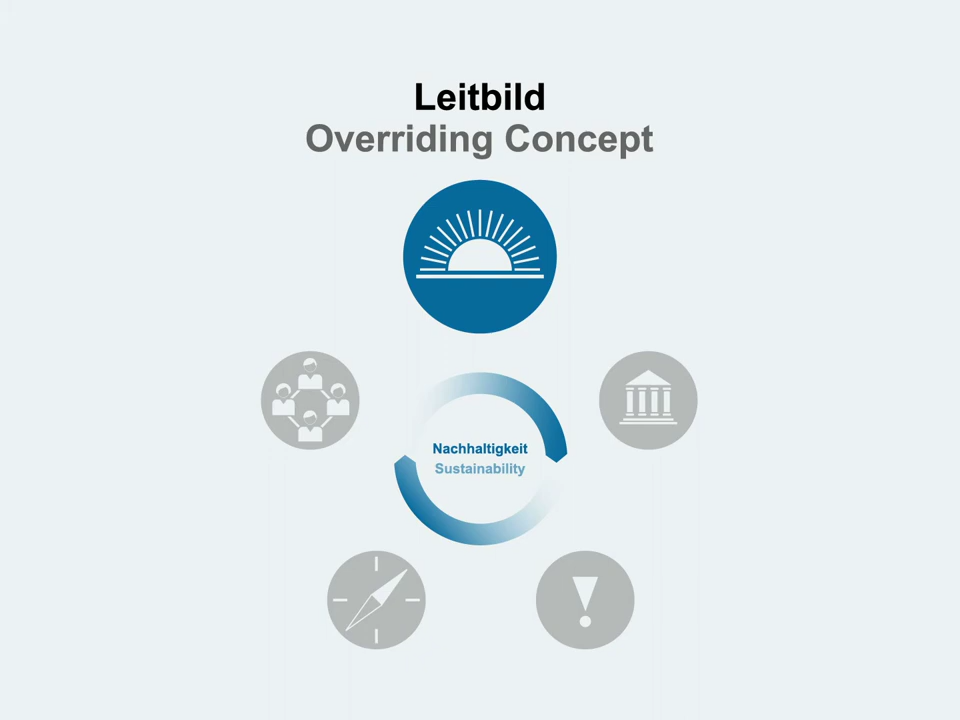 Leitbild
Overriding Concept
Nachhaltigkeit
Sustainability